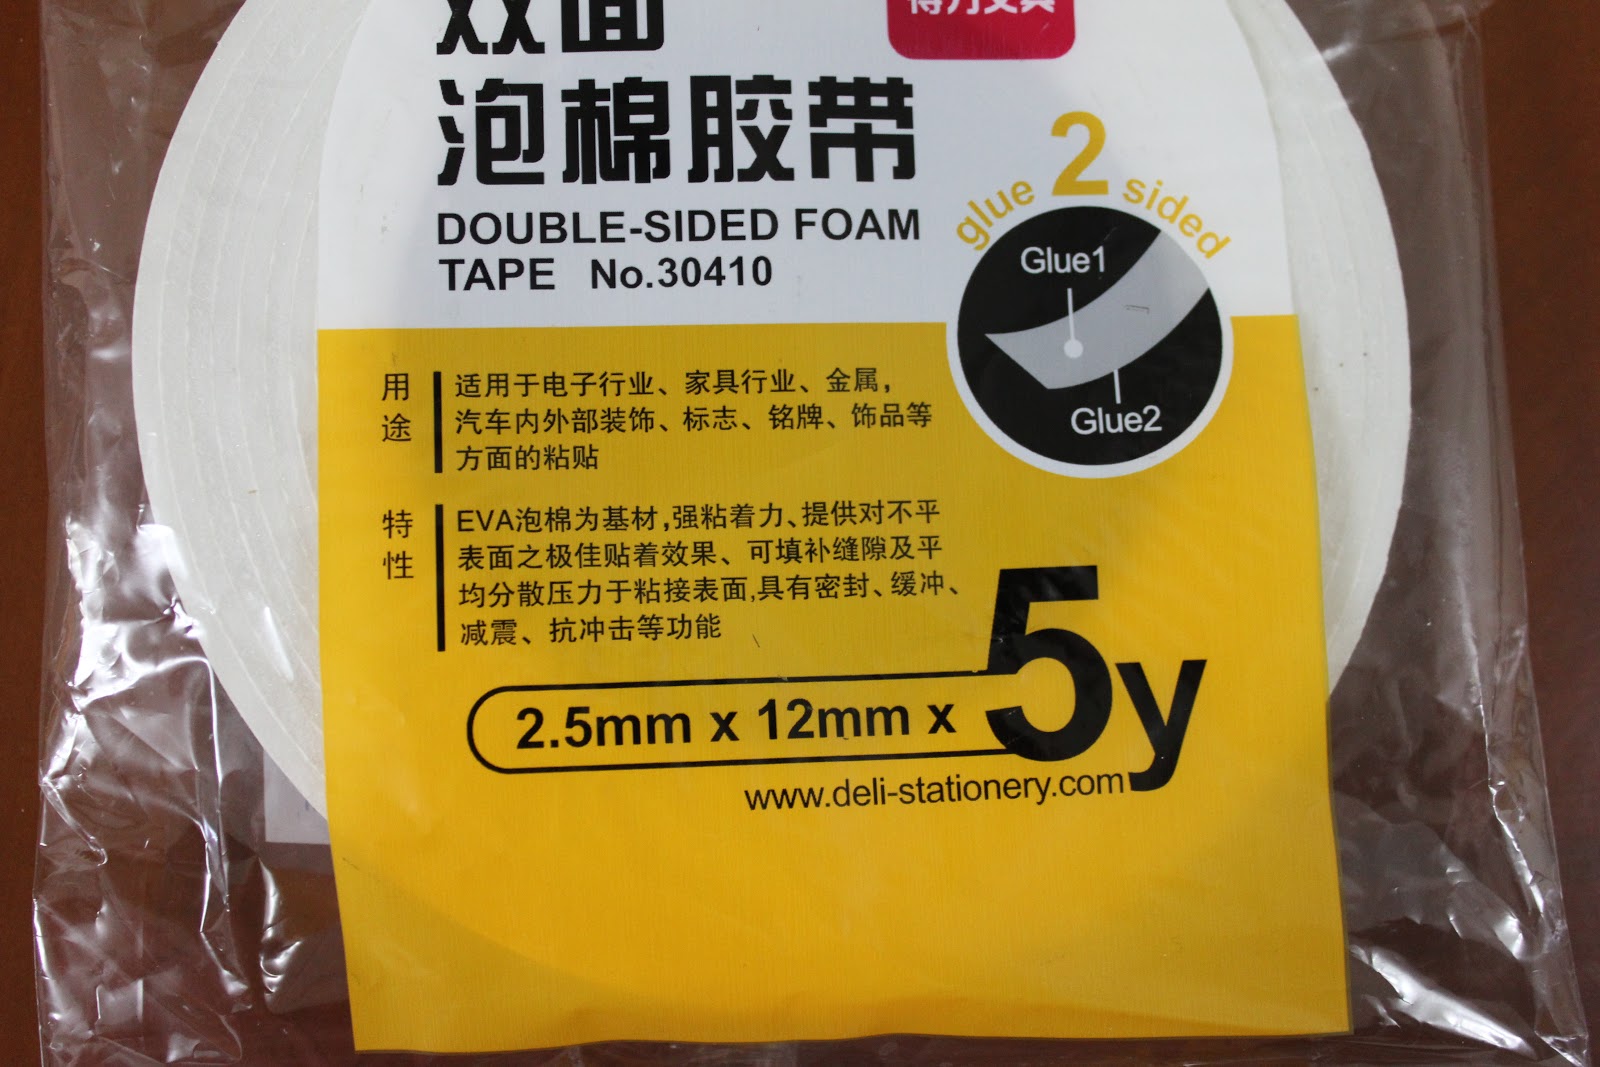 双面
得力文具
泡棉胶带
DOUBLE-SIDED FOAM
TAPE No.30410
glue 2 sided
Glue1
Glue2
用途
适用于电子行业、家具行业、金属，
汽车内外部装饰、标志、铭牌、饰品等
方面的粘贴
特性
EVA泡棉为基材，强粘着力、提供对不平
表面之极佳贴着效果、可填补缝隙及平
均分散压力于粘接表面，具有密封、缓冲、
减震、抗冲击等功能
2.5mm x 12mm x 5y
www.deli-stationery.com